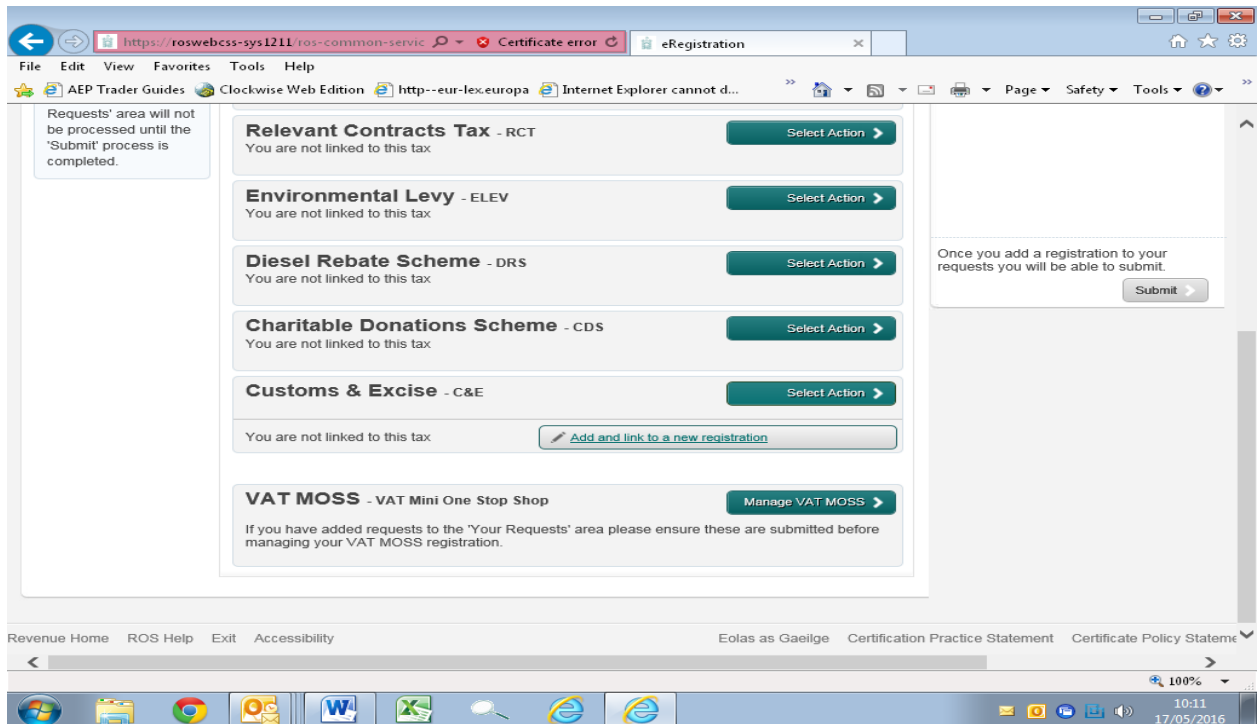 https://roswebcss-sys1211/ros-common-servic
Certificate error
eRegistration
File Edit View Favorites Tools Help
AEP Trader Guides Clockwise Web Edition http--eur-lex.europa Internet Explorer cannot d... Page Safety Tools
Requests' area will not
be processed until the
'Submit' process is
completed.
Relevant Contracts Tax - RCT
Select Action
You are not linked to this tax
Environmental Levy - ELEV
Select Action
You are not linked to this tax
Diesel Rebate Scheme - DRS
Select Action
You are not linked to this tax
Charitable Donations Scheme - CDS
Select Action
You are not linked to this tax
Customs & Excise - C&E
Select Action
You are not linked to this tax
Add and link to a new registration
VAT MOSS - VAT Mini One Stop Shop
Manage VAT MOSS
If you have added requests to the 'Your Requests' area please ensure these are submitted before
managing your VAT MOSS registration.
Once you add a registration to your
requests you will be able to submit.
Submit
Revenue Home ROS Help Exit Accessibility Eolas as Gaeilge Certification Practice Statement Certificate Policy Stateme
100%
10:11
17/05/2016